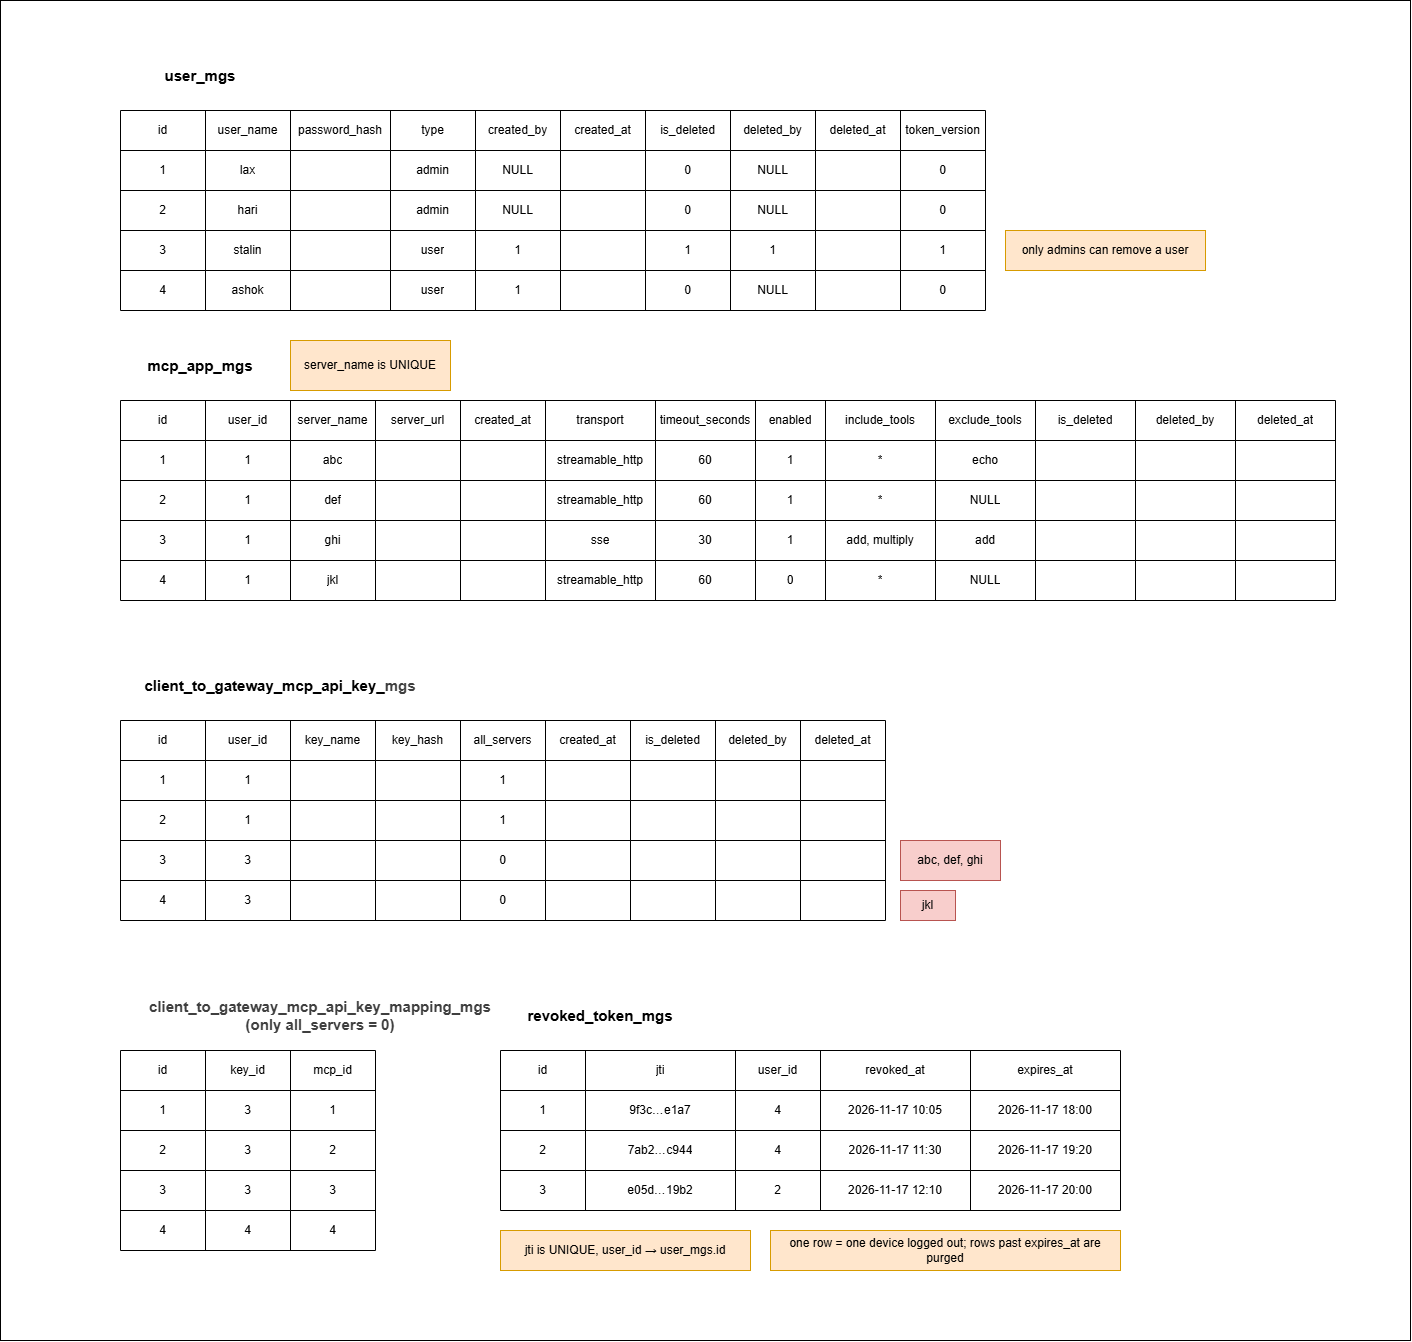 user_mgs
id user_name password_hash type created_by created_at is_deleted deleted_by deleted_at token_version
1 lax admin NULL 0 NULL 0
2 hari admin NULL 0 NULL 0
3 stalin user 1 1 1 1
only admins can remove a user
4 ashok user 1 0 NULL 0
mcp_app_mgs
server_name is UNIQUE
id user_id server_name server_url created_at transport timeout_seconds enabled include_tools exclude_tools is_deleted deleted_by deleted_at
1 1 abc streamable_http 60 1 * echo
2 1 def streamable_http 60 1 * NULL
3 1 ghi sse 30 1 add, multiply add
4 1 jkl streamable_http 60 0 * NULL
client_to_gateway_mcp_api_key_mgs
id user_id key_name key_hash all_servers created_at is_deleted deleted_by deleted_at
1 1 1
2 1 1
3 3 0
abc, def, ghi
4 3 0
jkl
client_to_gateway_mcp_api_key_mapping_mgs
(only all_servers = 0)
id key_id mcp_id
1 3 1
2 3 2
3 3 3
4 4 4
revoked_token_mgs
id jti user_id revoked_at expires_at
1 9f3c...e1a7 4 2026-11-17 10:05 2026-11-17 18:00
2 7ab2...c944 4 2026-11-17 11:30 2026-11-17 19:20
3 e05d...19b2 2 2026-11-17 12:10 2026-11-17 20:00
jti is UNIQUE, user_id → user_mgs.id
one row = one device logged out; rows past expires_at are
purged